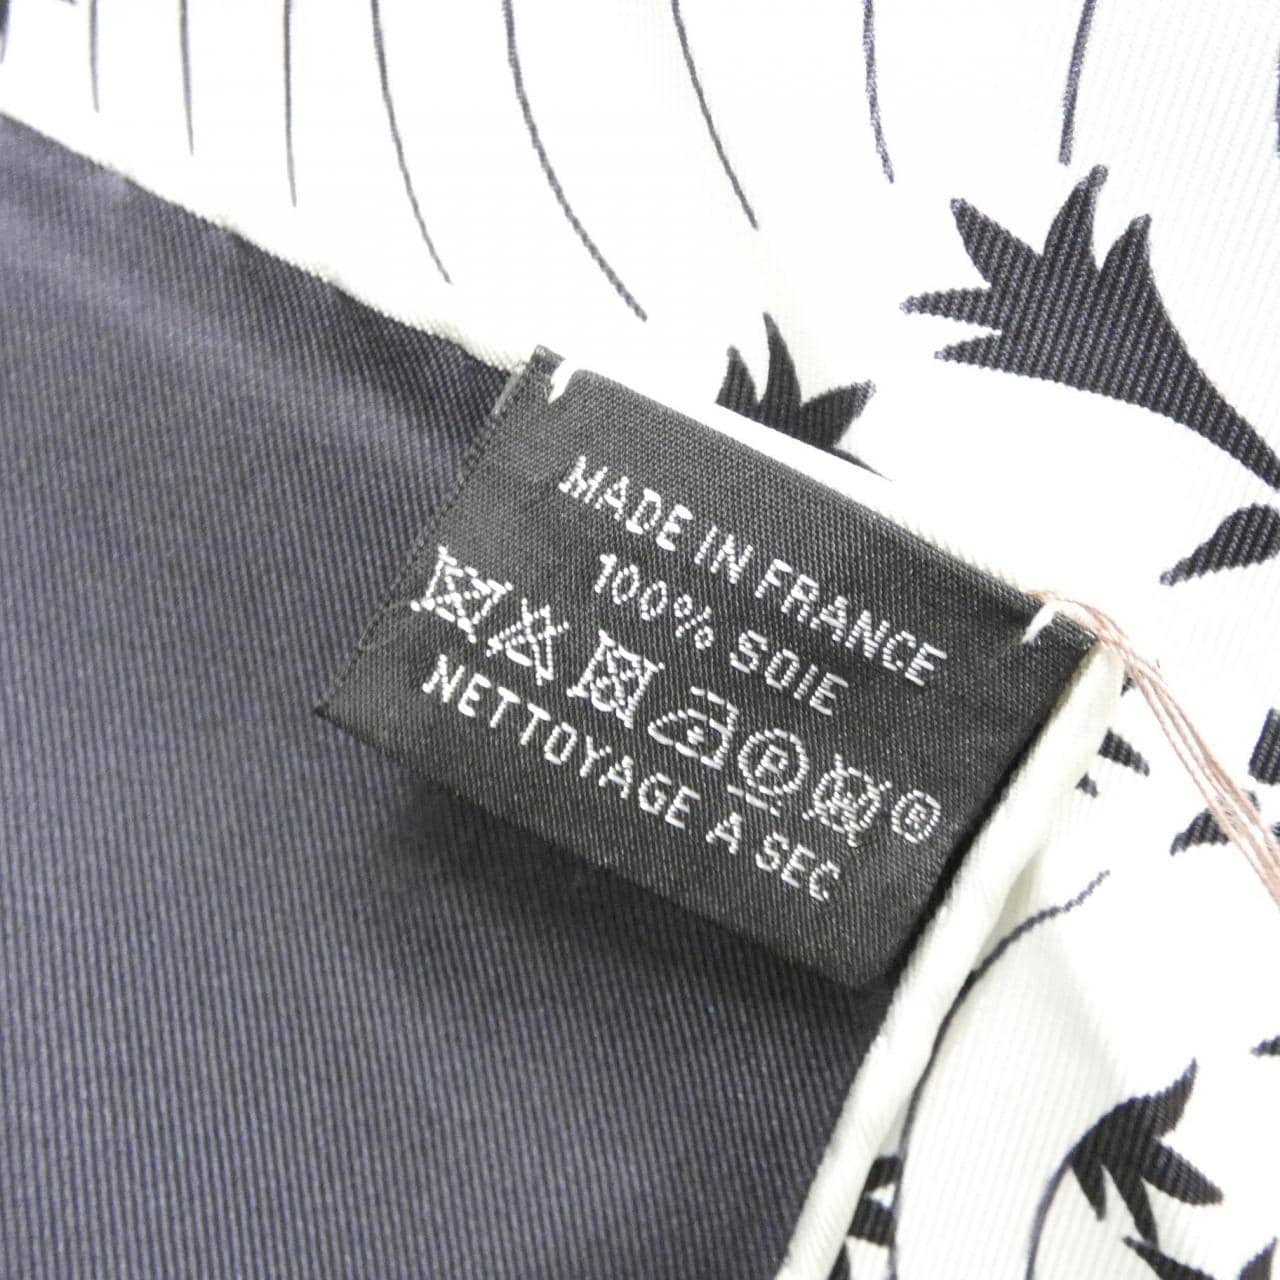 MADE IN FRANCE
100% SOIE
P W ®
NETTOYAGE A SEC